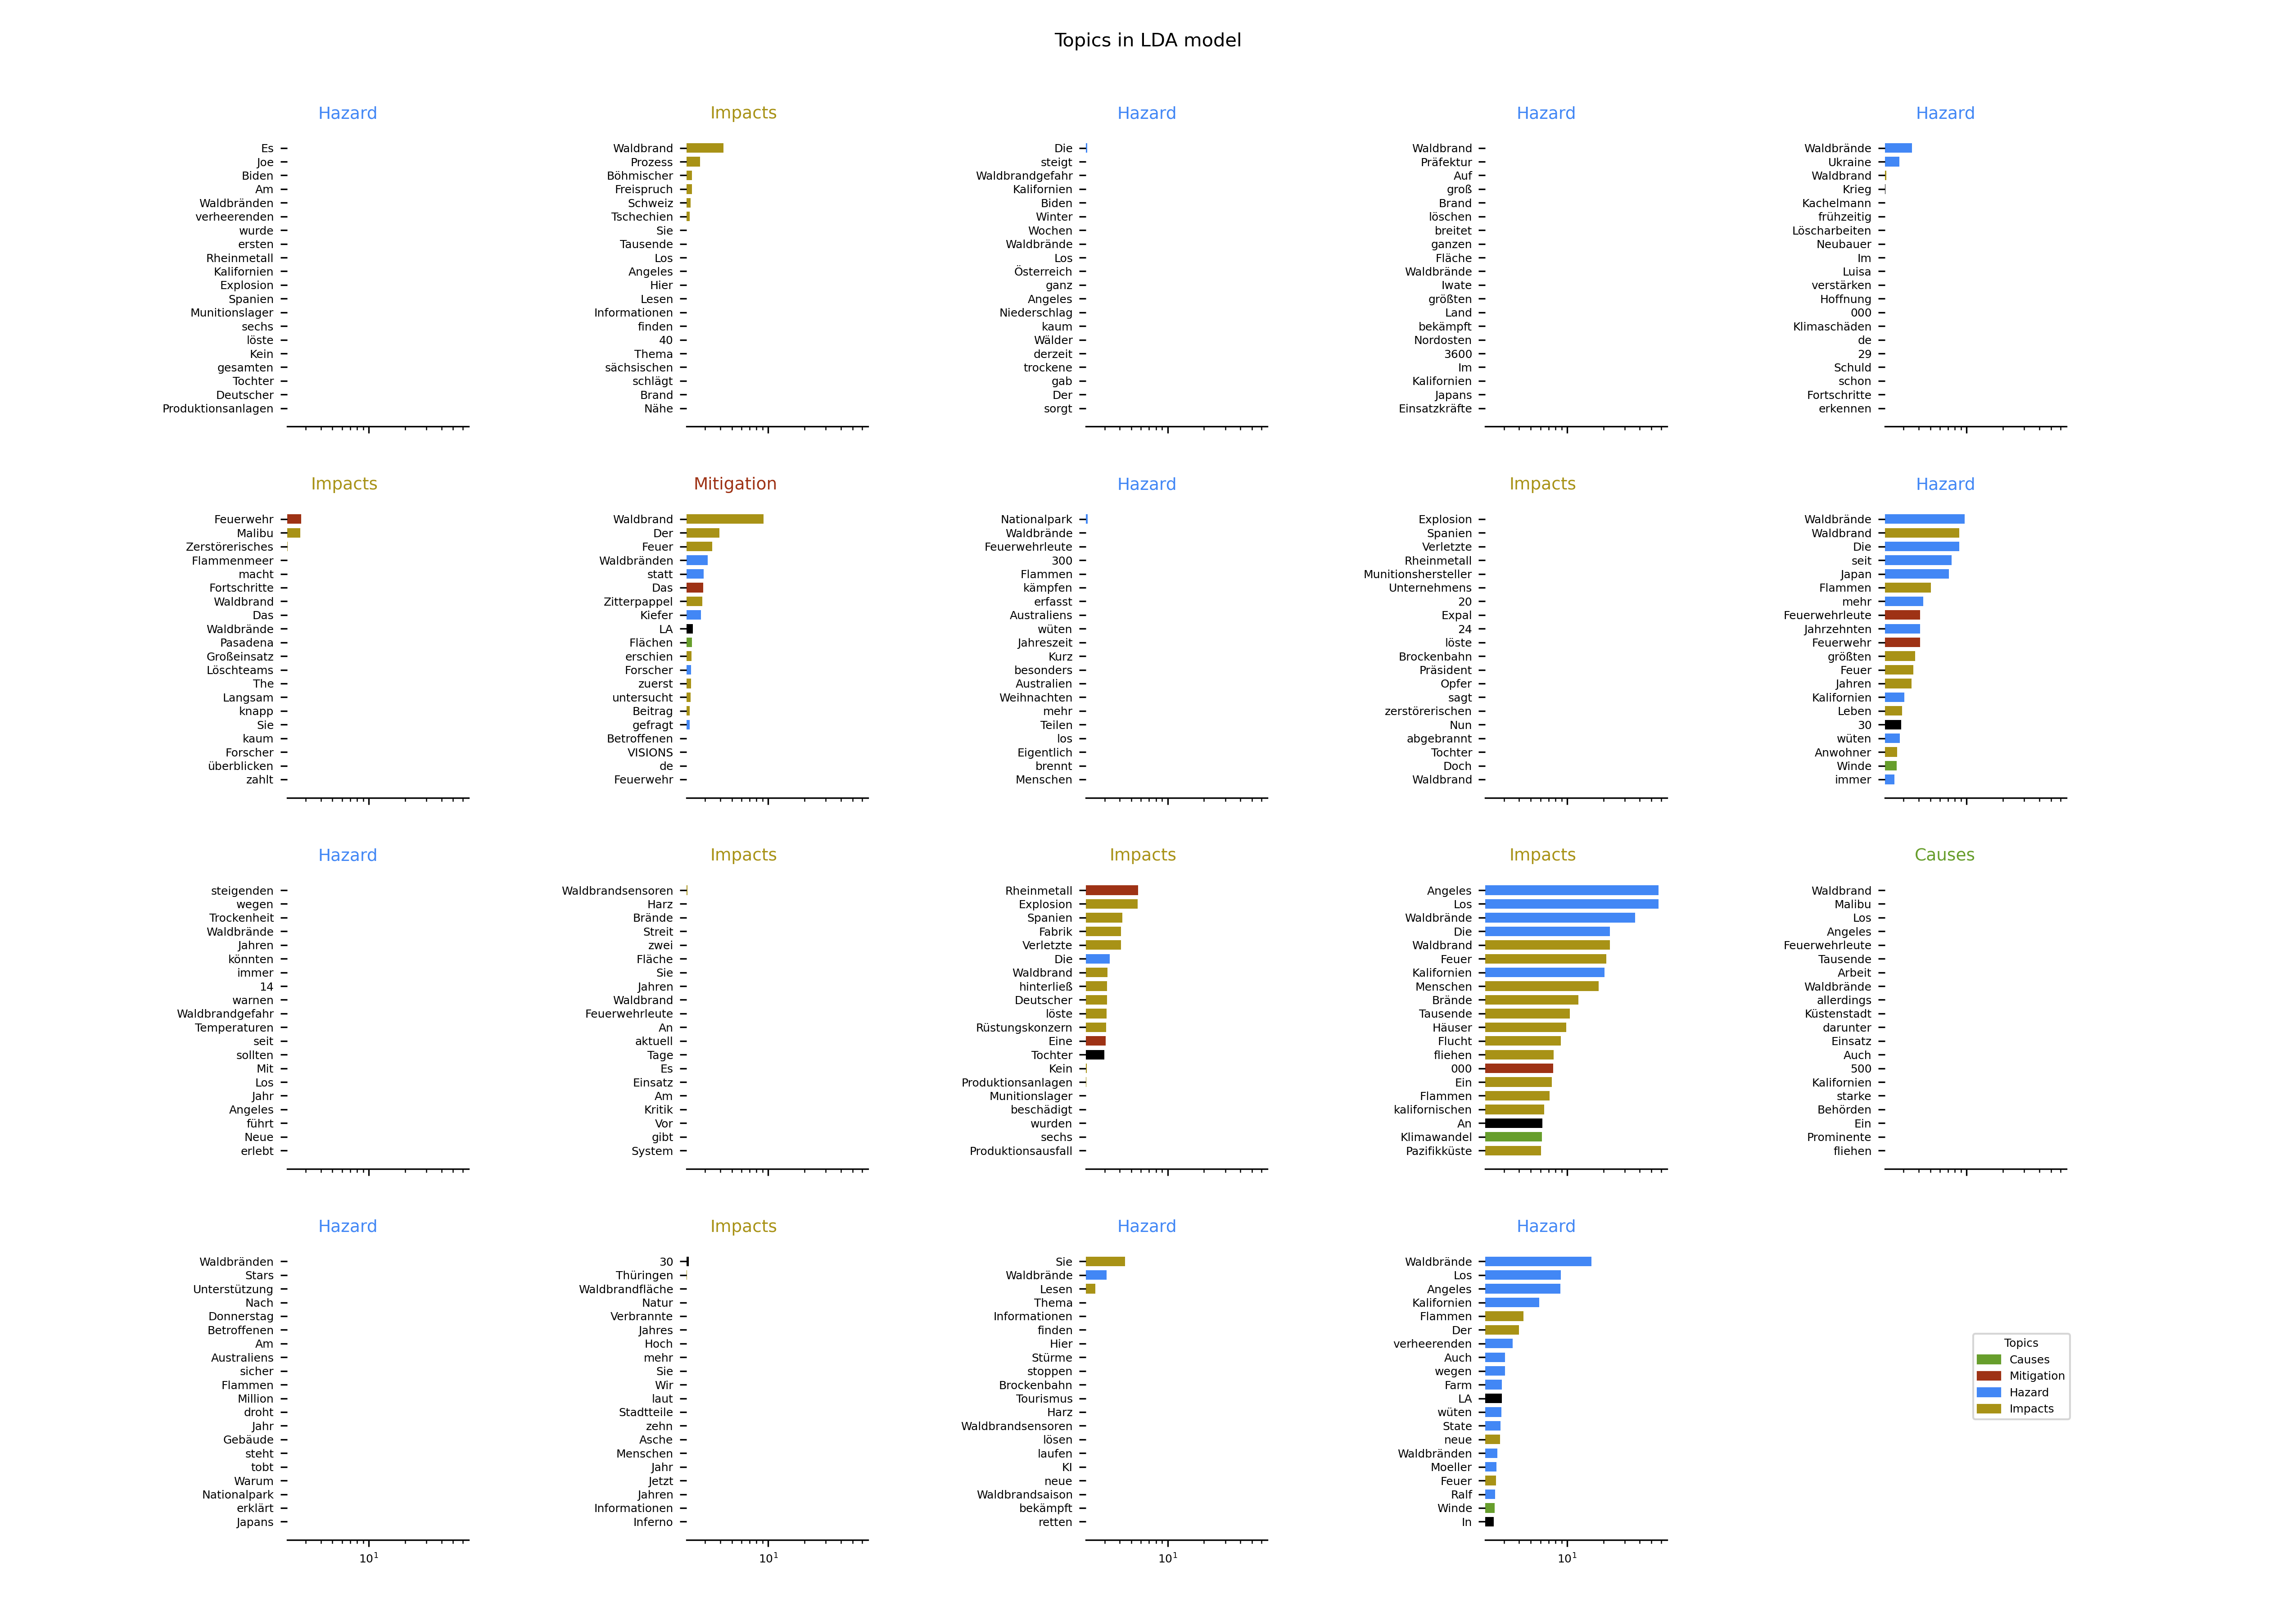 Topics in LDA model
Hazard
Es
Joe
Biden
Am
Waldbränden
verheerenden
wurde
ersten
Rheinmetall
Kalifornien
Explosion
Spanien
Munitionslager
sechs
löste
Kein
gesamten
Tochter
Deutscher
Produktionsanlagen
Impacts
Waldbrand
Prozess
Böhmischer
Freispruch
Schweiz
Tschechien
Sie
Tausende
Los
Angeles
Hier
Lesen
Informationen
finden
40
Thema
sächsischen
schlägt
Brand
Nähe
Hazard
Die
steigt
Waldbrandgefahr
Kalifornien
Biden
Winter
Wochen
Waldbrände
Los
Österreich
ganz
Angeles
Niederschlag
kaum
Wälder
derzeit
trockene
gab
Der
sorgt
Hazard
Waldbrand
Präfektur
Auf
groß
Brand
löschen
breitet
ganzen
Fläche
Waldbrände
Iwate
größten
Land
bekämpft
Nordosten
3600
Im
Kalifornien
Japans
Einsatzkräfte
Hazard
Waldbrände
Ukraine
Waldbrand
Krieg
Kachelmann
frühzeitig
Löscharbeiten
Neubauer
Im
Luisa
verstärken
Hoffnung
000
Klimaschäden
de
29
Schuld
schon
Fortschritte
erkennen
Impacts
Feuerwehr
Malibu
Zerstörerisches
Flammenmeer
macht
Fortschritte
Waldbrand
Das
Waldbrände
Pasadena
Großeinsatz
Löschteams
The
Langsam
knapp
Sie
kaum
Forscher
überblicken
zahlt
Mitigation
Waldbrand
Der
Feuer
Waldbränden
statt
Das
Zitterpappel
Kiefer
LA
Flächen
erschien
Forscher
zuerst
untersucht
Beitrag
gefragt
Betroffenen
VISIONS
de
Feuerwehr
Hazard
Nationalpark
Waldbrände
Feuerwehrleute
300
Flammen
kämpfen
erfasst
Australiens
wüten
Jahreszeit
Kurz
besonders
Australien
Weihnachten
mehr
Teilen
los
Eigentlich
brennt
Menschen
Impacts
Explosion
Spanien
Verletzte
Rheinmetall
Munitionshersteller
Unternehmens
20
Expal
24
löste
Brockenbahn
Präsident
Opfer
sagt
zerstörerischen
Nun
abgebrannt
Tochter
Doch
Waldbrand
Hazard
Waldbrände
Waldbrand
Die
seit
Japan
Flammen
mehr
Feuerwehrleute
Jahrzehnten
Feuerwehr
größten
Feuer
Jahren
Kalifornien
Leben
30
wüten
Anwohner
Winde
immer
Hazard
steigenden
wegen
Trockenheit
Waldbrände
Jahren
könnten
immer
14
warnen
Waldbrandgefahr
Temperaturen
seit
sollten
Mit
Los
Jahr
Angeles
führt
Neue
erlebt
Impacts
Waldbrandsensoren
Harz
Brände
Streit
zwei
Fläche
Sie
Jahren
Waldbrand
Feuerwehrleute
An
aktuell
Tage
Es
Einsatz
Am
Kritik
Vor
gibt
System
Impacts
Rheinmetall
Explosion
Spanien
Fabrik
Verletzte
Die
Waldbrand
hinterließ
Deutscher
löste
Rüstungskonzern
Eine
Tochter
Kein
Produktionsanlagen
Munitionslager
beschädigt
wurden
sechs
Produktionsausfall
Impacts
Angeles
Los
Waldbrände
Die
Waldbrand
Feuer
Kalifornien
Menschen
Brände
Tausende
Häuser
Flucht
fliehen
000
Ein
Flammen
kalifornischen
An
Klimawandel
Pazifikküste
Causes
Waldbrand
Malibu
Los
Angeles
Feuerwehrleute
Tausende
Arbeit
Waldbrände
allerdings
Küstenstadt
darunter
Einsatz
Auch
500
Kalifornien
starke
Behörden
Ein
Prominente
fliehen
Hazard
Waldbränden
Stars
Unterstützung
Nach
Donnerstag
Betroffenen
Am
Australiens
sicher
Flammen
Million
droht
Jahr
Gebäude
steht
tobt
Warum
Nationalpark
erklärt
Japans
10¹
Impacts
30
Thüringen
Waldbrandfläche
Natur
Verbrannte
Jahres
Hoch
mehr
Sie
Wir
laut
Stadtteile
zehn
Asche
Menschen
Jahr
Jetzt
Jahren
Informationen
Inferno
10¹
Hazard
Sie
Waldbrände
Lesen
Thema
Informationen
finden
Hier
Stürme
stoppen
Brockenbahn
Tourismus
Harz
Waldbrandsensoren
lösen
laufen
KI
neue
Waldbrandsaison
bekämpft
retten
10¹
Hazard
Waldbrände
Los
Angeles
Kalifornien
Flammen
Der
verheerenden
Auch
wegen
Farm
LA
wüten
State
neue
Waldbränden
Moeller
Feuer
Ralf
Winde
In
10¹
Topics
Causes
Mitigation
Hazard
Impacts